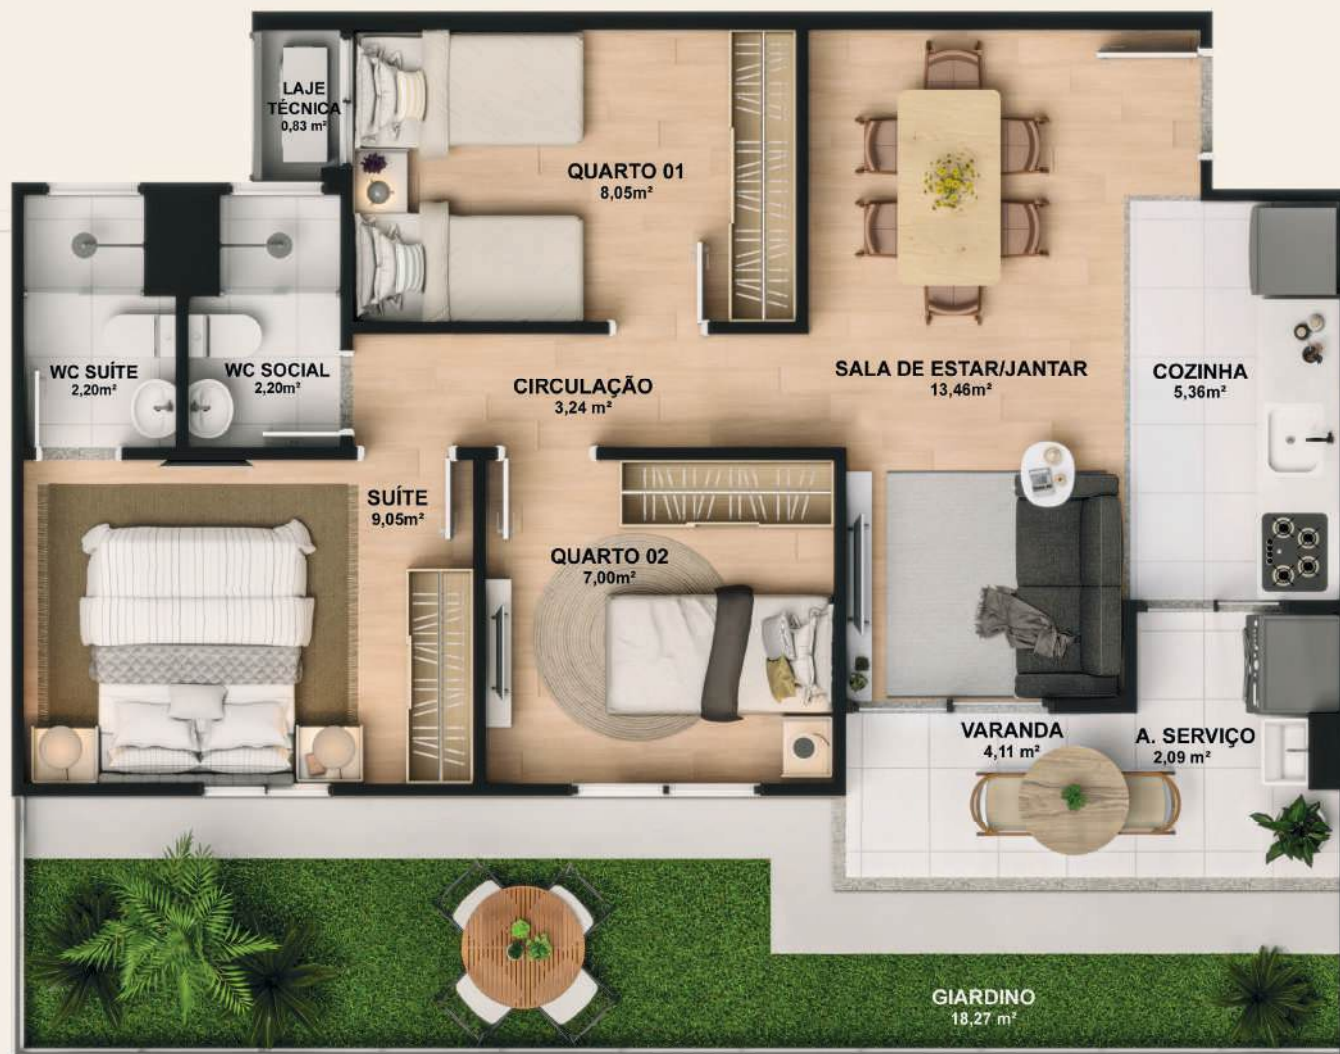 LAJE
TÉCNICA
0,83 m²
QUARTO 01
8,05m²
WC SUÍTE
2,20m²
WC SOCIAL
2,20m²
CIRCULAÇÃO
3,24 m²
SALA DE ESTAR/JANTAR
13,46m²
COZINHA
5,36m²
SUÍTE
9,05m²
QUARTO 02
7,00m²
VARANDA
4,11 m²
A. SERVIÇO
2,09 m²
GIARDINO
18,27 m²